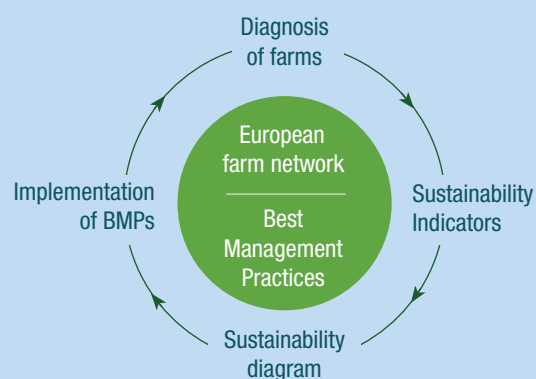 Diagnosis
of farms
European
farm network
Best
Management
Practices
Implementation
of BMPs
Sustainability
Indicators
Sustainability
diagram